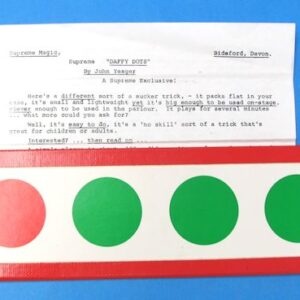 Supreme Magic, Bideford, Devon.
Supreme "DAFFY DOTS"
By John Yeager
A Supreme Exclusive!
Here's a different sort of a sucker trick, - it packs flat in your
case, it's small and lightweight yet it's big enough to be used on-stage.
Clever enough to be used in the parlour. It plays for several minutes
... what more could you ask for?
Well, it's easy to do, it's a 'no skill' sort of a trick that's
great for children or adults.
Interested? ... then read on ...